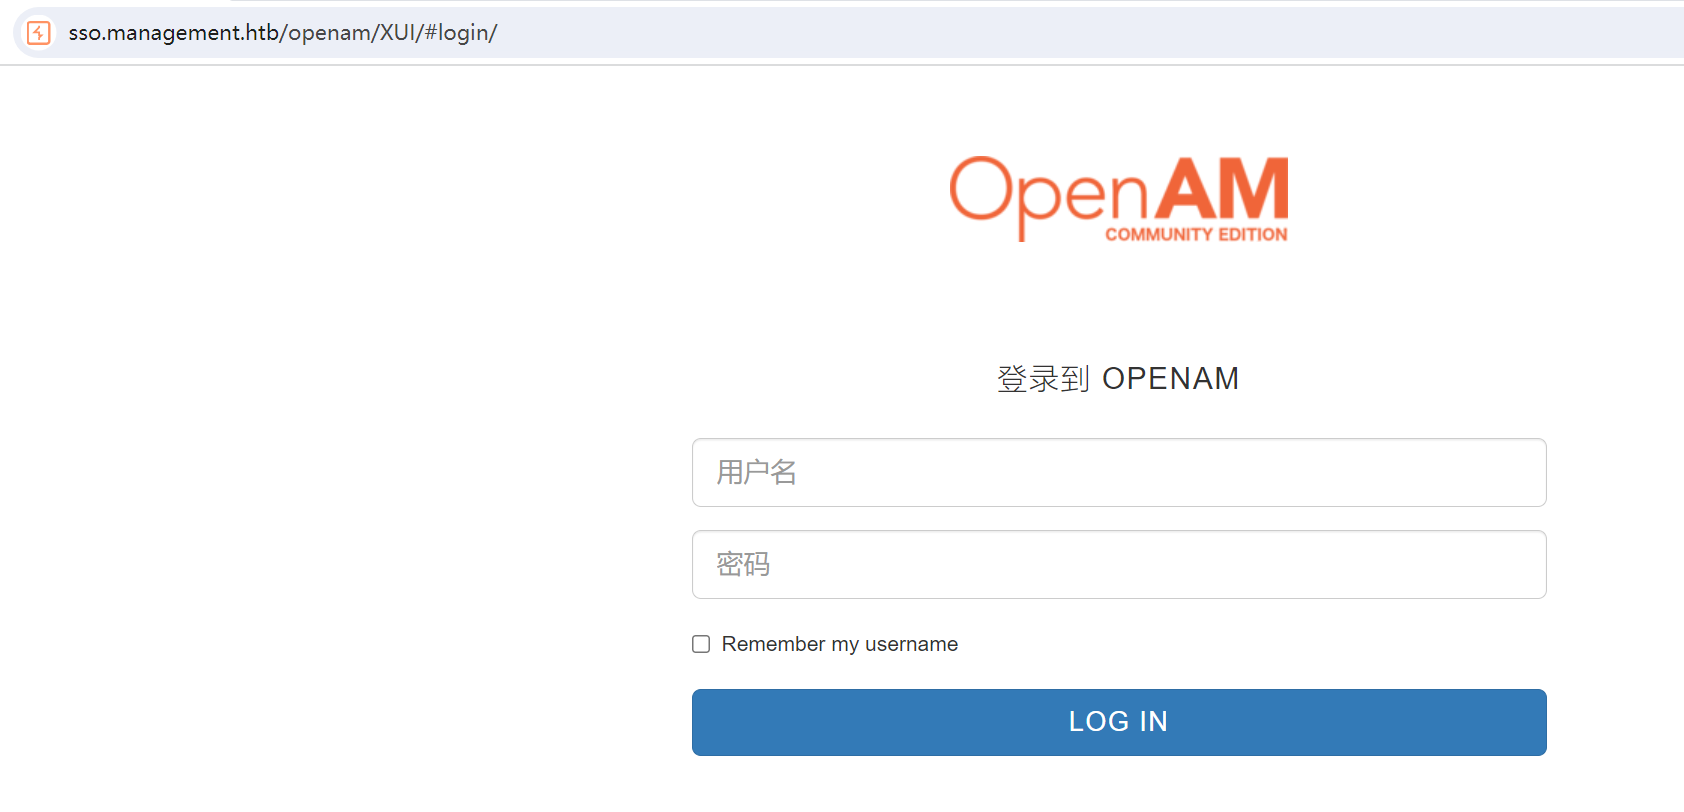 sso.management.htb/openam/XUI/#login/
OpenAM
COMMUNITY EDITION
登录到 OPENAM
用户名
密码
Remember my username
LOG IN